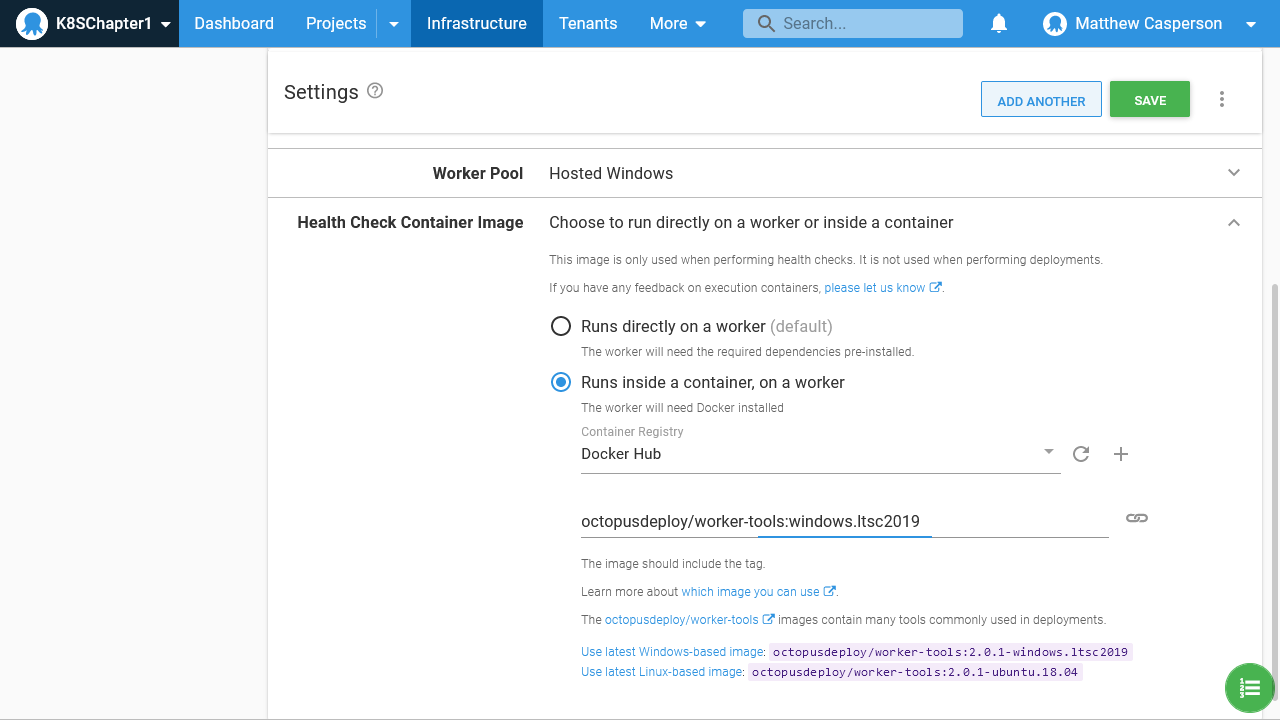 K8SChapter1 Dashboard Projects Infrastructure Tenants More Search... Matthew Casperson
Settings ADD ANOTHER SAVE
Worker Pool Hosted Windows
Health Check Container Image Choose to run directly on a worker or inside a container
This image is only used when performing health checks. It is not used when performing deployments.
If you have any feedback on execution containers, please let us know.
Runs directly on a worker (default)
The worker will need the required dependencies pre-installed.
Runs inside a container, on a worker
The worker will need Docker installed
Container Registry
Docker Hub
octopusdeploy/worker-tools:windows.ltsc2019
The image should include the tag.
Learn more about which image you can use.
The octopusdeploy/worker-tools images contain many tools commonly used in deployments.
Use latest Windows-based image: octopusdeploy/worker-tools:2.0.1-windows.ltsc2019
Use latest Linux-based image: octopusdeploy/worker-tools:2.0.1-ubuntu.18.04